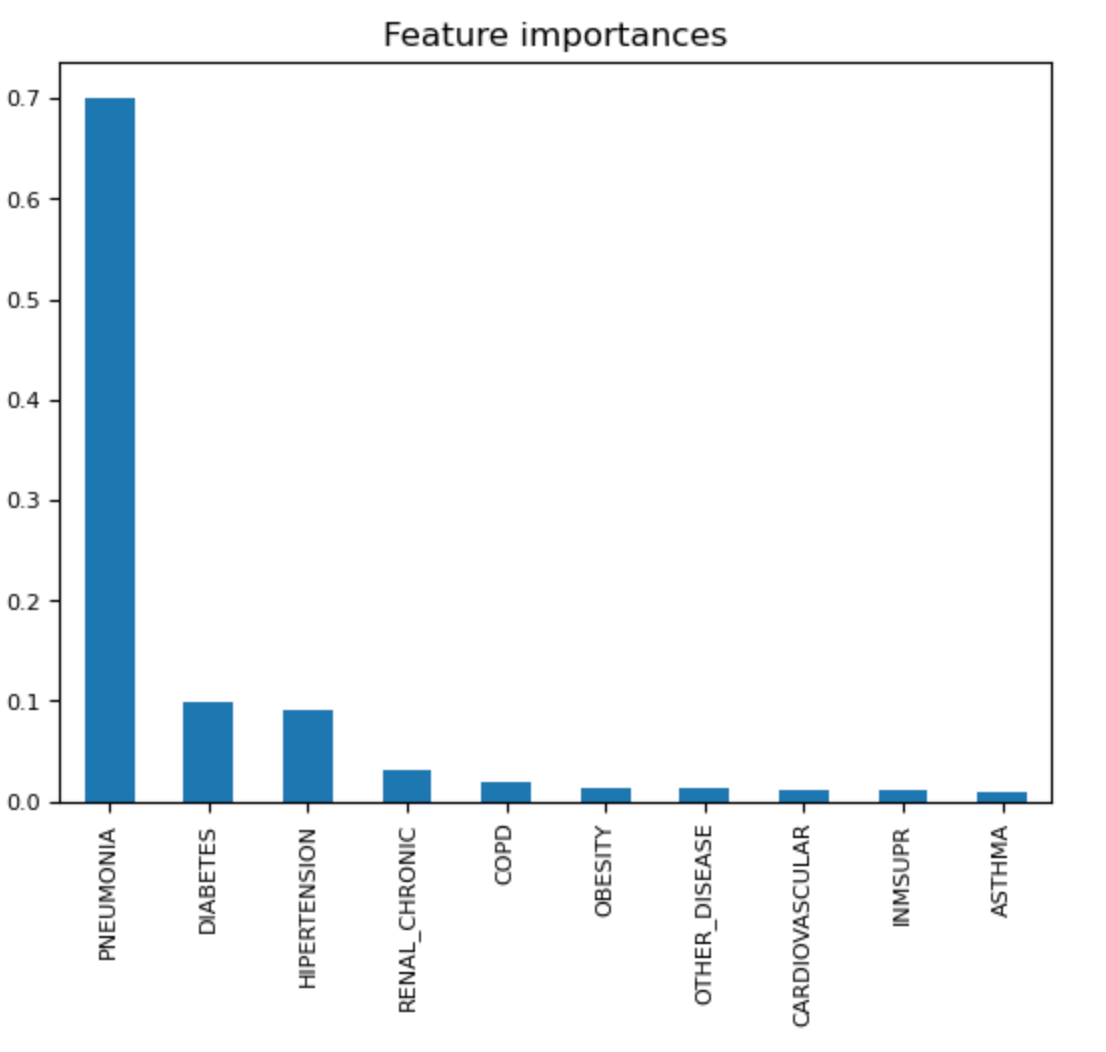 Feature importances
0.7
0.6
0.5
0.4
0.3
0.2
0.1
0.0
PNEUMONIA
DIABETES
HIPERTENSION
RENAL_CHRONIC
COPD
OBESITY
OTHER_DISEASE
CARDIOVASCULAR
INMSUPR
ASTHMA